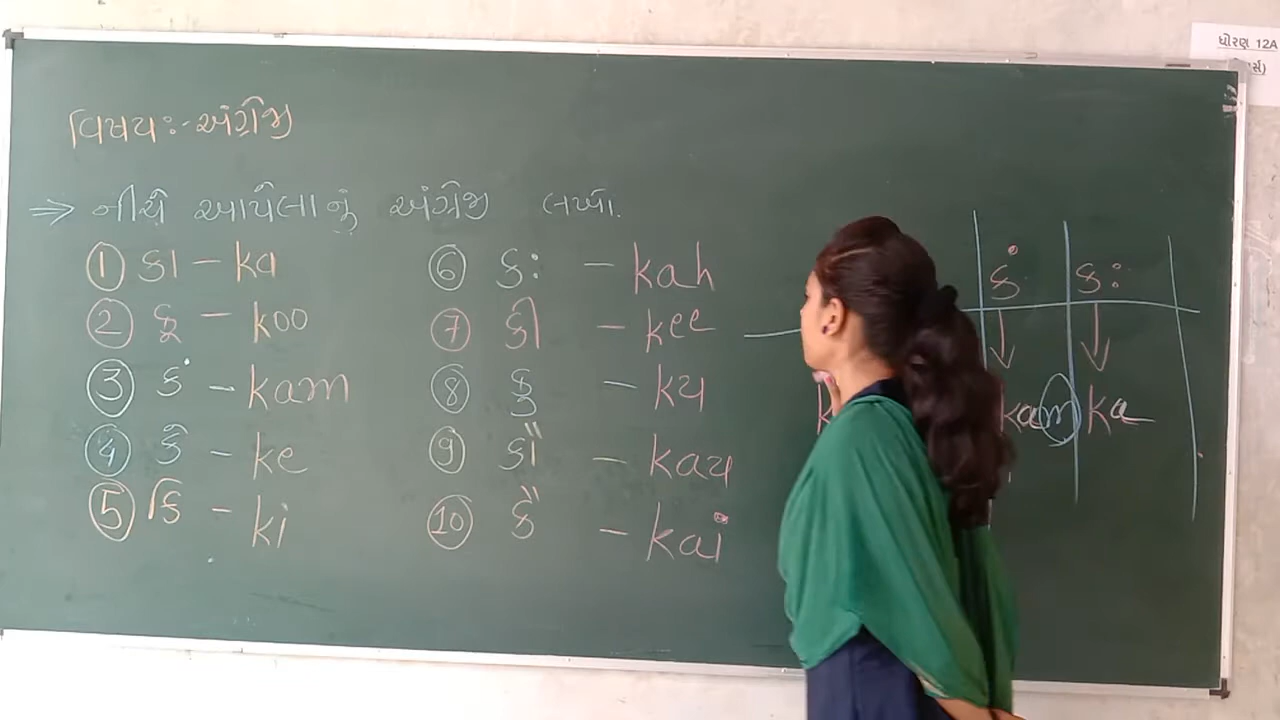 ધોરણ 12A
વિષય:- અંગ્રેજી
⇒ નીચે આપેલાનું અંગ્રેજી લખો.
① કા – ka
② કૂ – koo
③ કં – kam
④ કે – ke
⑤ કિ – ki
⑥ કઃ – kah
⑦ કી – kee
⑧ કુ – ku
⑨ કૌ – kau
⑩ કૈ – kai
કં કઃ
kam ka